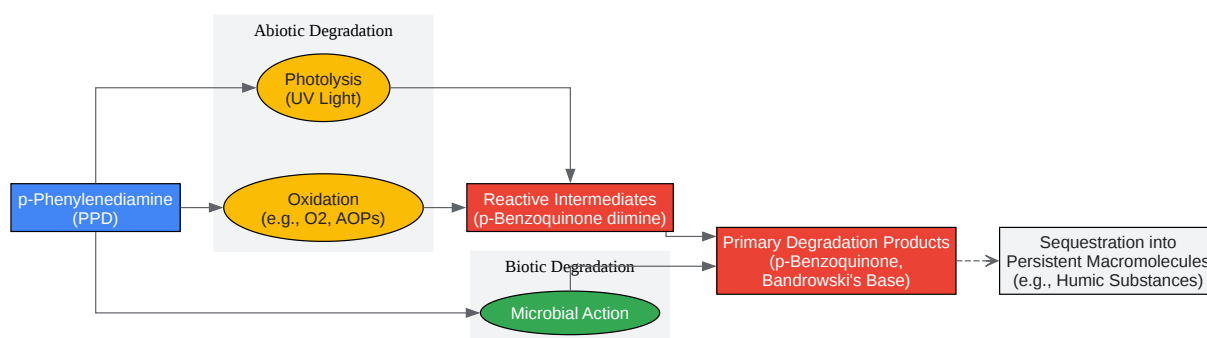 Abiotic Degradation
Photolysis
(UV Light)
p-Phenylenediamine
(PPD)
Oxidation
(e.g., O2, AOPs)
Reactive Intermediates
(p-Benzoquinone diimine)
Biotic Degradation
Microbial Action
Primary Degradation Products
(p-Benzoquinone,
Bandrowski's Base)
Sequestration into
Persistent Macromolecules
(e.g., Humic Substances)